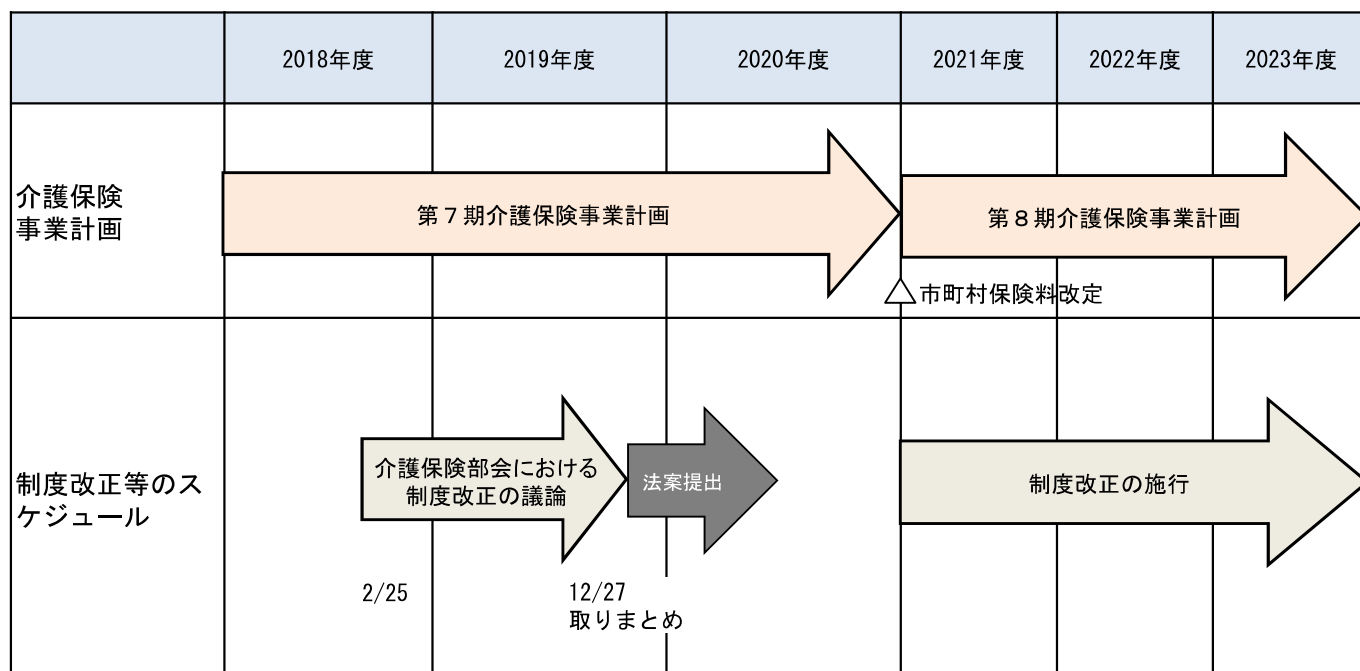 2018年度
2019年度
2020年度
2021年度
2022年度
2023年度
介護保険
事業計画
第７期介護保険事業計画
第８期介護保険事業計画
△市町村保険料改定
制度改正等のス
ケジュール
介護保険部会における
制度改正の議論
法案提出
制度改正の施行
2/25
12/27
取りまとめ